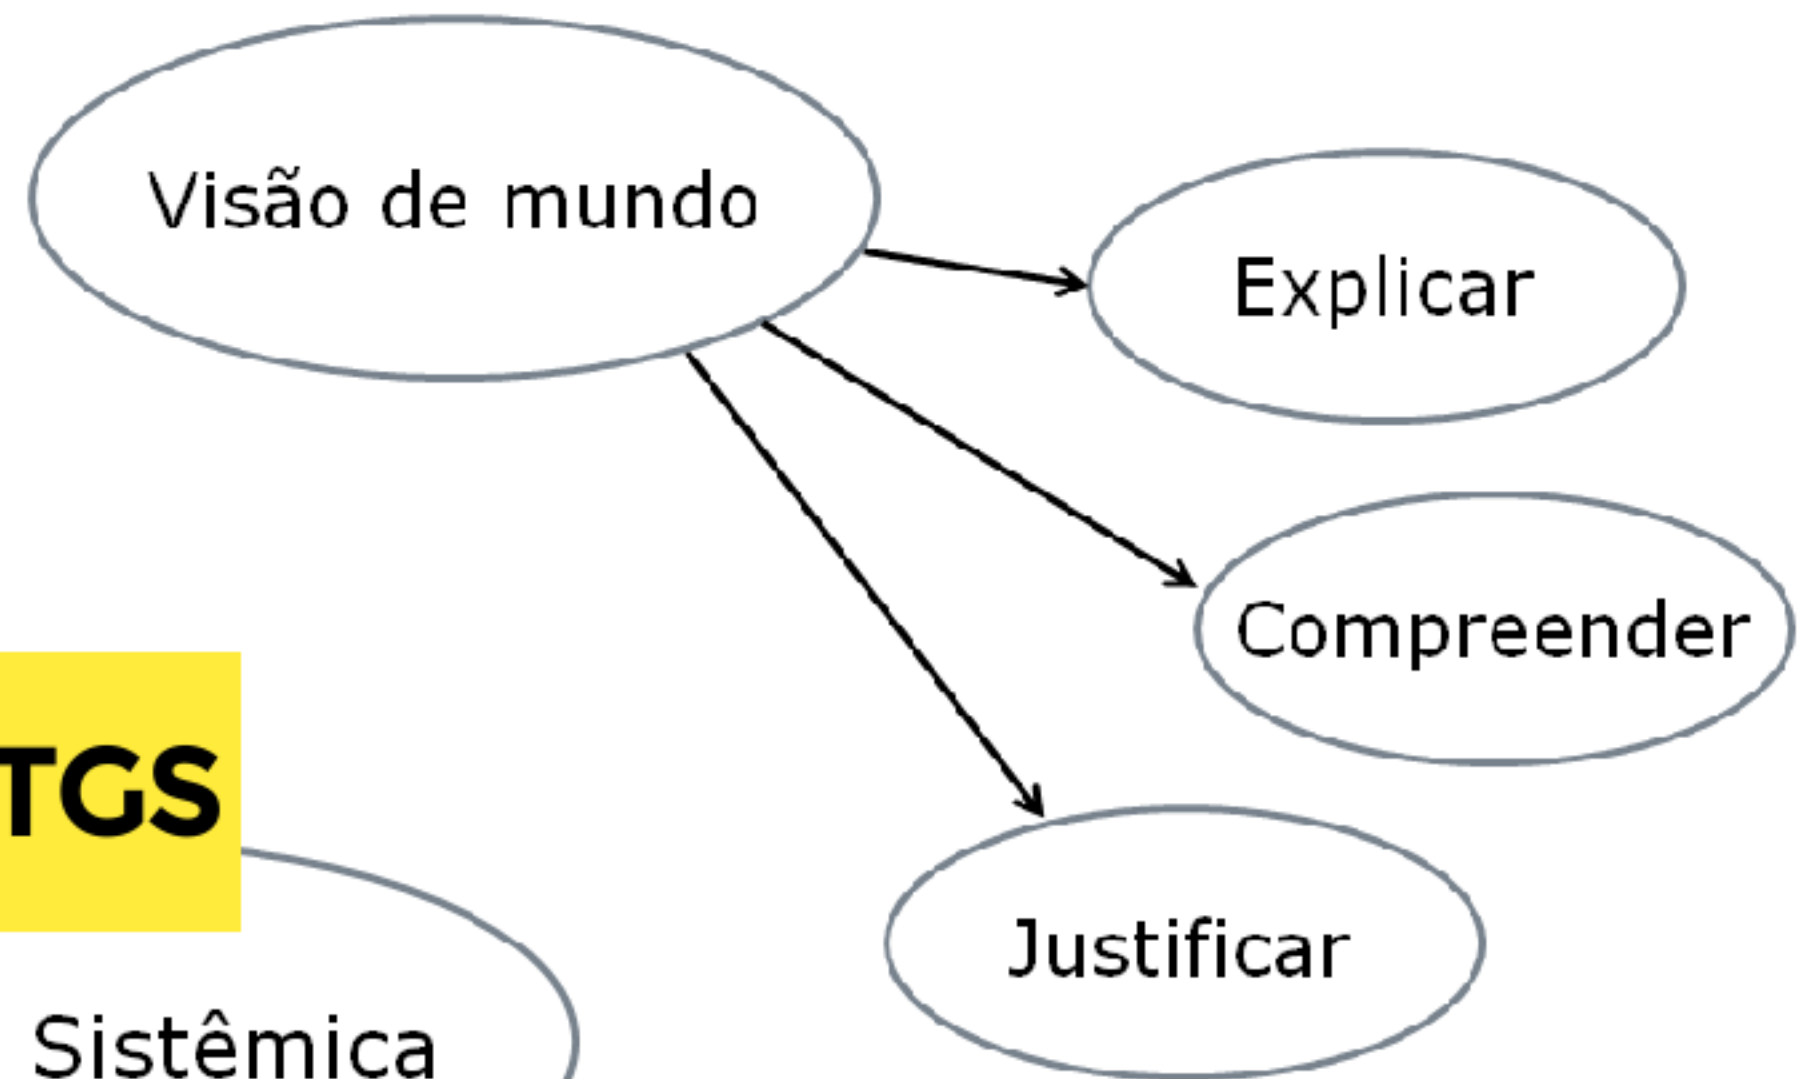 Visão de mundo
Explicar
Compreender
TGS
Justificar
Sistêmica